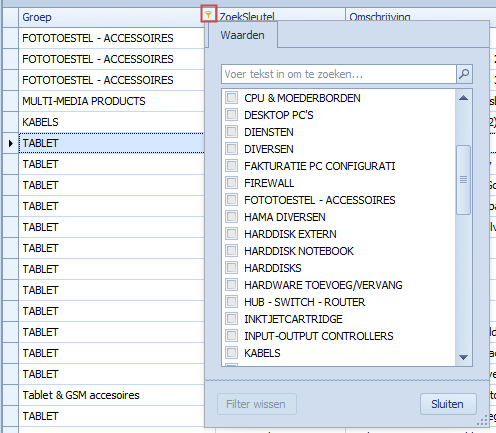 Groep ZoekSleutel Omschrijving
FOTOTOESTEL - ACCESSOIRES
FOTOTOESTEL - ACCESSOIRES
FOTOTOESTEL - ACCESSOIRES
MULTI-MEDIA PRODUCTS
KABELS
TABLET
TABLET
TABLET
TABLET
TABLET
TABLET
TABLET
TABLET
TABLET
TABLET
TABLET
TABLET
Tablet & GSM accesoires
TABLET
Waarden
Voer tekst in om te zoeken...
CPU & MOEDERBORDEN
DESKTOP PC'S
DIENSTEN
DIVERSEN
FAKTURATIE PC CONFIGURATI
FIREWALL
FOTOTOESTEL - ACCESSOIRES
HAMA DIVERSEN
HARDDISK EXTERN
HARDDISK NOTEBOOK
HARDDISKS
HARDWARE TOEVOEG/VERVANG
HUB - SWITCH - ROUTER
INKTJETCARTRIDGE
INPUT-OUTPUT CONTROLLERS
KABELS
Filter wissen
Sluiten